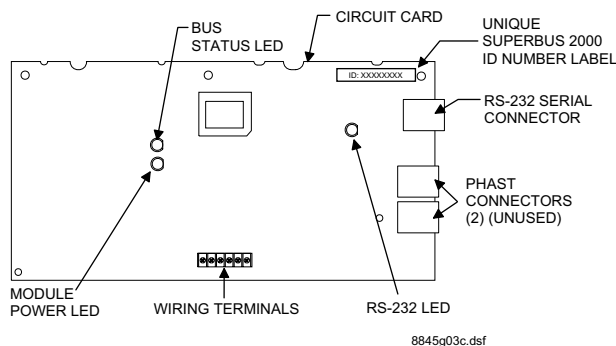 BUS
STATUS LED
CIRCUIT CARD
UNIQUE
SUPERBUS 2000
ID NUMBER LABEL
ID: XXXXXXXX
RS-232 SERIAL
CONNECTOR
PHAST
CONNECTORS
(2) (UNUSED)
MODULE
POWER LED
WIRING TERMINALS
RS-232 LED
8845g03c.dsf